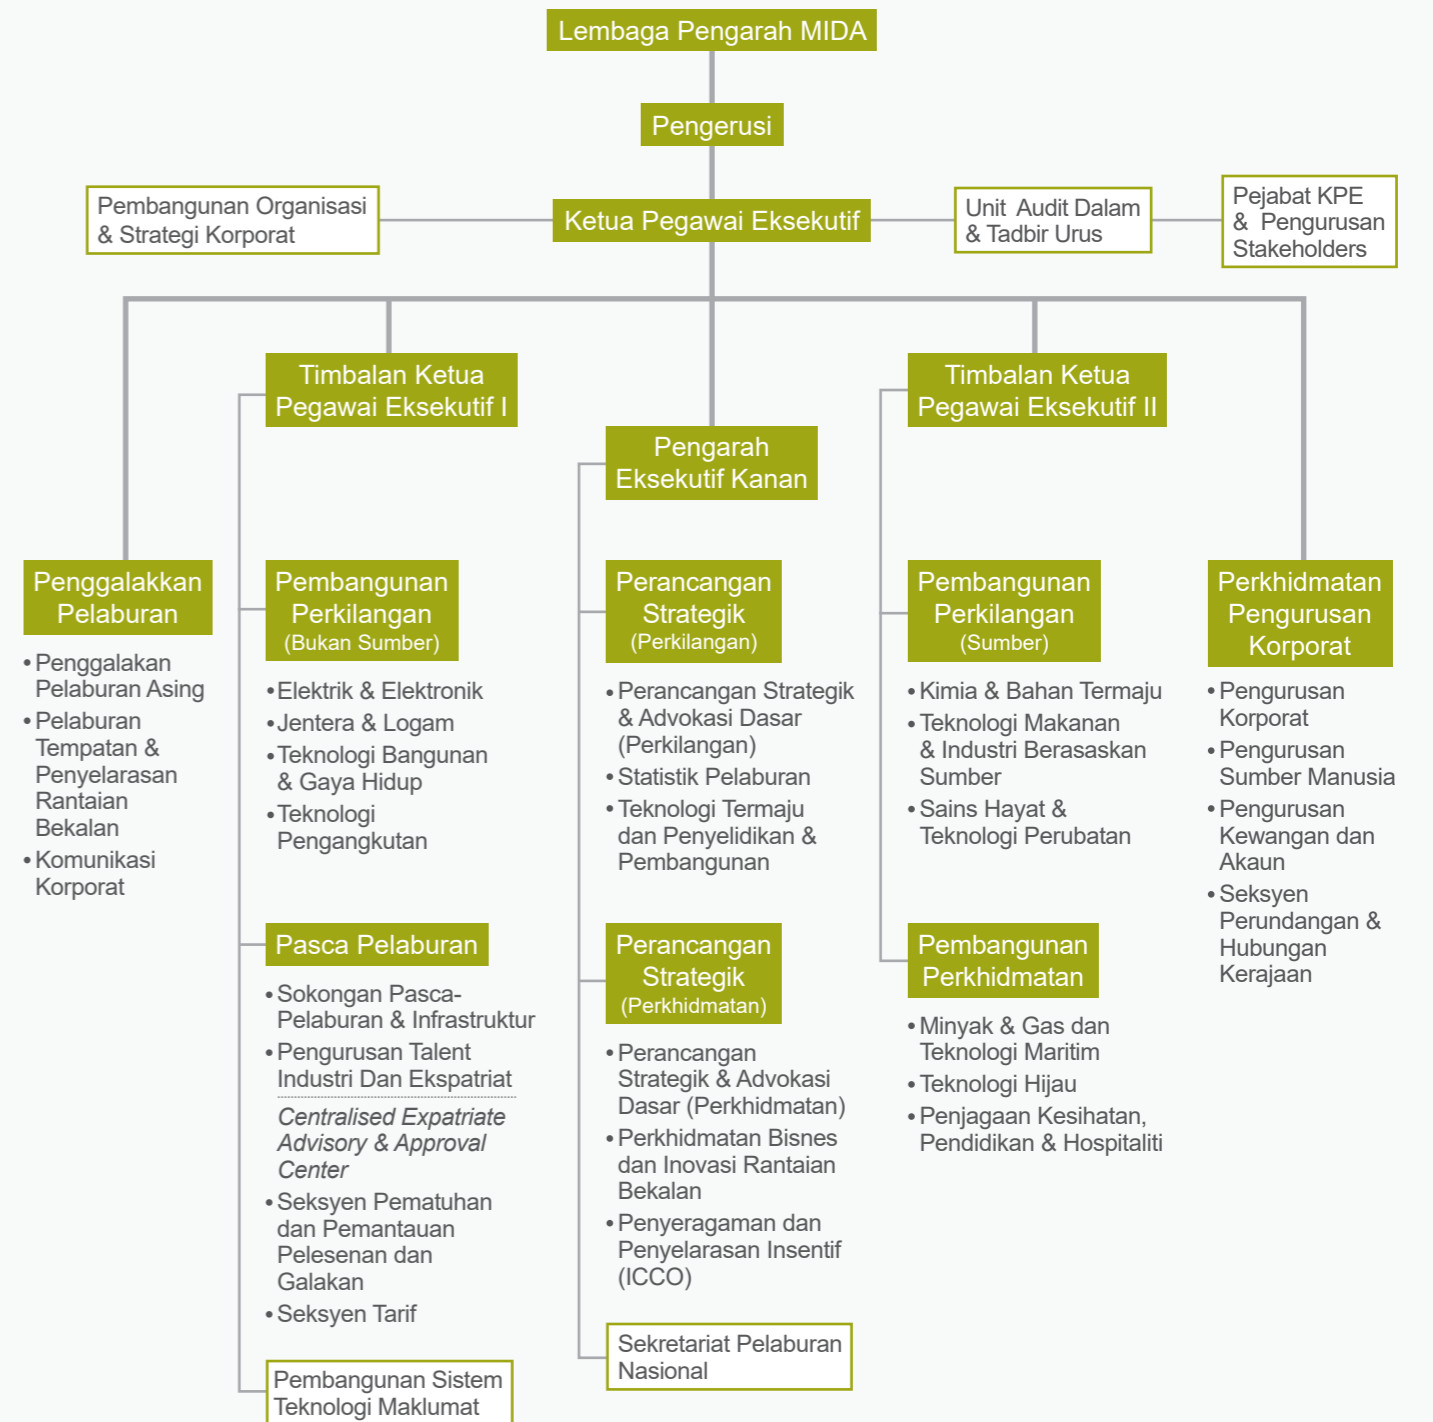 Lembaga Pengarah MIDA
Pengerusi
Pembangunan Organisasi
& Strategi Korporat
Ketua Pegawai Eksekutif
Unit Audit Dalam
& Tadbir Urus
Pejabat KPE
& Pengurusan
Stakeholders
Timbalan Ketua
Pegawai Eksekutif I
Pengarah
Eksekutif Kanan
Timbalan Ketua
Pegawai Eksekutif II
Penggalakkan
Pelaburan
• Penggalakan
Pelaburan Asing
• Pelaburan
Tempatan &
Penyelarasan
Rantaian
Bekalan
• Komunikasi
Korporat
Pembangunan
Perkilangan
(Bukan Sumber)
• Elektrik & Elektronik
• Jentera & Logam
• Teknologi Bangunan
& Gaya Hidup
• Teknologi
Pengangkutan
Pasca Pelaburan
• Sokongan Pasca-
Pelaburan & Infrastruktur
• Pengurusan Talent
Industri Dan Ekspatriat
Centralised Expatriate
Advisory & Approval
Center
• Seksyen Pematuhan
dan Pemantauan
Pelesenan dan
Galakan
• Seksyen Tarif
Pembangunan Sistem
Teknologi Maklumat
Perancangan
Strategik
(Perkilangan)
• Perancangan Strategik
& Advokasi Dasar
(Perkilangan)
• Statistik Pelaburan
• Teknologi Termaju
dan Penyelidikan &
Pembangunan
Perancangan
Strategik
(Perkhidmatan)
• Perancangan
Strategik & Advokasi
Dasar (Perkhidmatan)
• Perkhidmatan Bisnes
dan Inovasi Rantaian
Bekalan
• Penyeragaman dan
Penyelarasan Insentif
(ICCO)
Sekretariat Pelaburan
Nasional
Pembangunan
Perkilangan
(Sumber)
• Kimia & Bahan Termaju
• Teknologi Makanan
& Industri Berasaskan
Sumber
• Sains Hayat &
Teknologi Perubatan
Pembangunan
Perkhidmatan
• Minyak & Gas dan
Teknologi Maritim
• Teknologi Hijau
• Penjagaan Kesihatan,
Pendidikan & Hospitaliti
Perkhidmatan
Pengurusan
Korporat
• Pengurusan
Korporat
• Pengurusan
Sumber Manusia
• Pengurusan
Kewangan dan
Akaun
• Seksyen
Perundangan &
Hubungan
Kerajaan